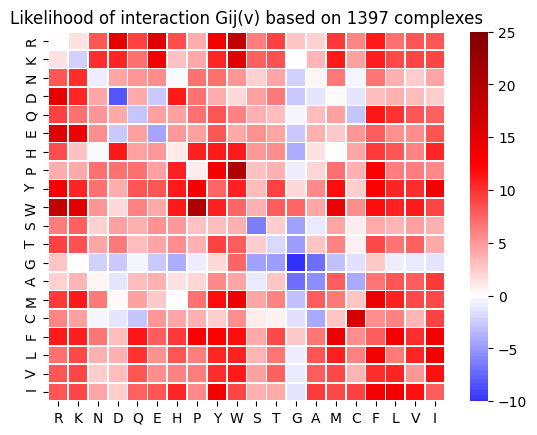 Likelihood of interaction Gij(v) based on 1397 complexes
R
K
N
D
Q
E
H
P
Y
W
S
T
G
A
M
C
F
L
V
I
R K N D Q E H P Y W S T G A M C F L V I
25
20
15
10
5
0
−5
−10